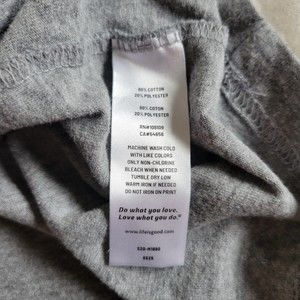 80% COTTON
20% POLYESTER
80% COTTON
20% POLYESTER
RN#108109
CA#54656
MACHINE WASH COLD
WITH LIKE COLORS
ONLY NON-CHLORINE
BLEACH WHEN NEEDED
TUMBLE DRY LOW
WARM IRON IF NEEDED
DO NOT IRON ON PRINT
Do what you love.
Love what you do.®
www.lifeisgood.com